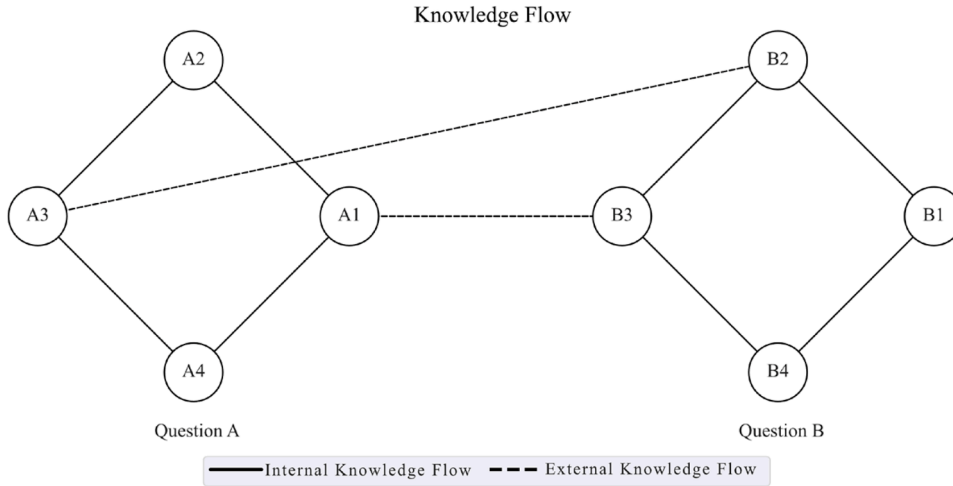 Knowledge Flow
A2
B2
A3
A1
B3
B1
A4
B4
Question A
Question B
Internal Knowledge Flow
External Knowledge Flow